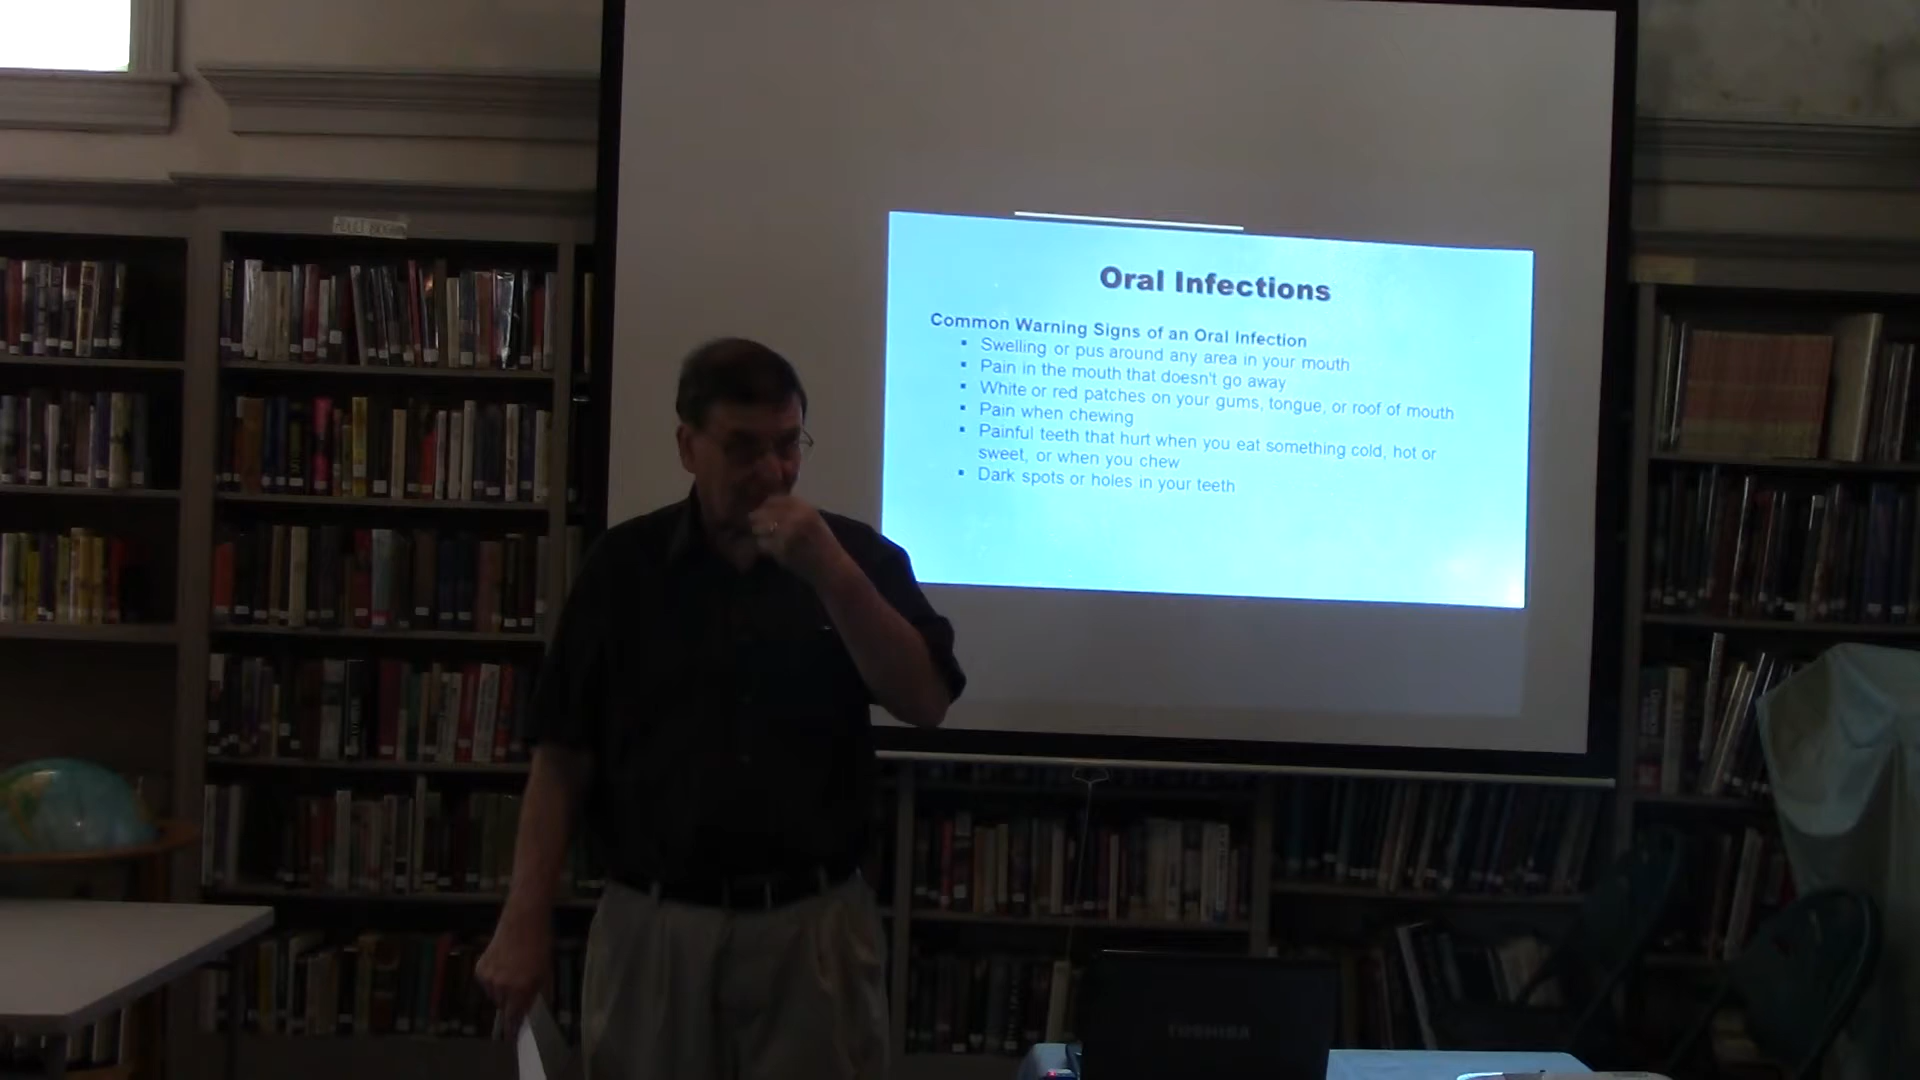 ADULT BIOGRAPHY
Oral Infections
Common Warning Signs of an Oral Infection
▪ Swelling or pus around any area in your mouth
▪ Pain in the mouth that doesn't go away
▪ White or red patches on your gums, tongue, or roof of mouth
▪ Pain when chewing
▪ Painful teeth that hurt when you eat something cold, hot or
sweet, or when you chew
▪ Dark spots or holes in your teeth
TOSHIBA